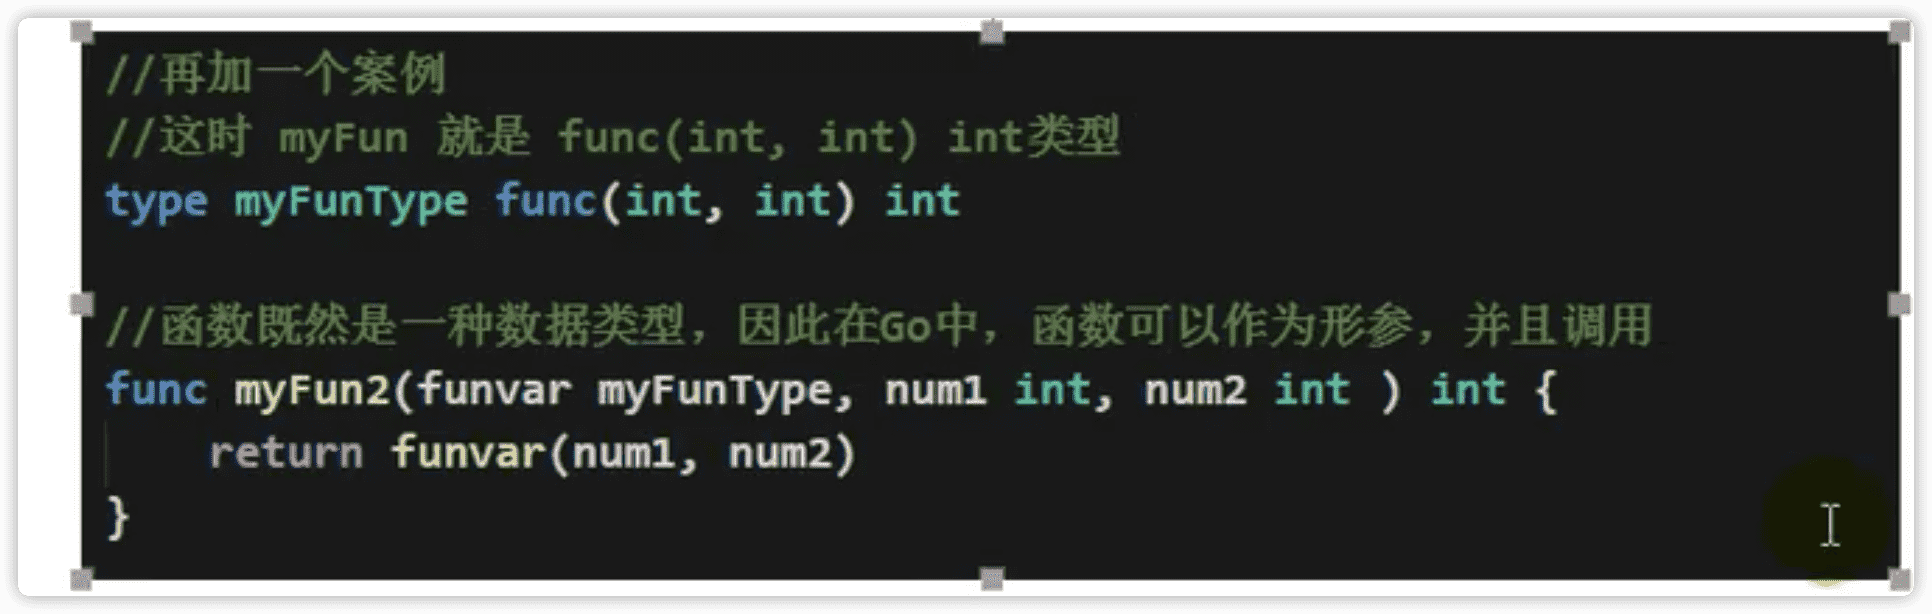 //再加一个案例
//这时 myFun 就是 func(int, int) int类型
type myFunType func(int, int) int
//函数既然是一种数据类型，因此在Go中，函数可以作为形参，并且调用
func myFun2(funvar myFunType, num1 int, num2 int ) int {
return funvar(num1, num2)
}